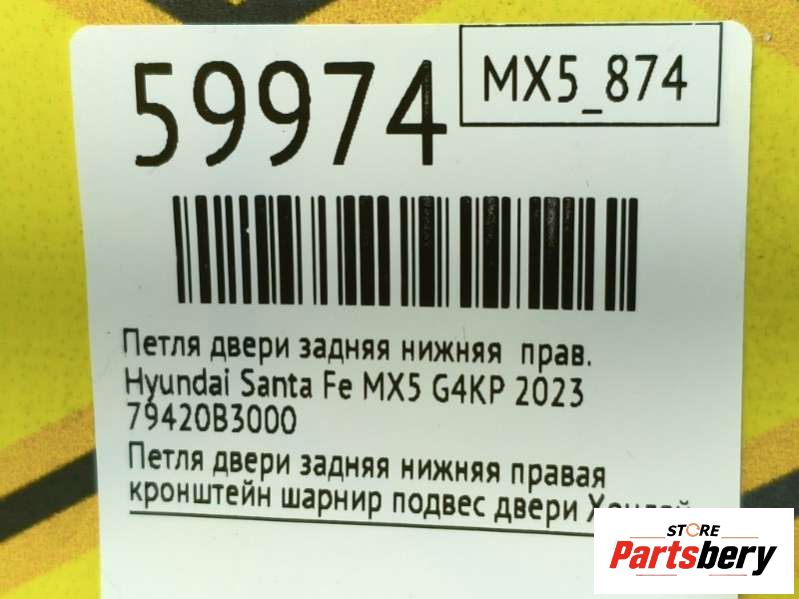 59974
MX5_874
Петля двери задняя нижняя прав.
Hyundai Santa Fe MX5 G4KP 2023
79420B3000
Петля двери задняя нижняя правая
кронштейн шарнир подвес двери
STORE
Partsbery